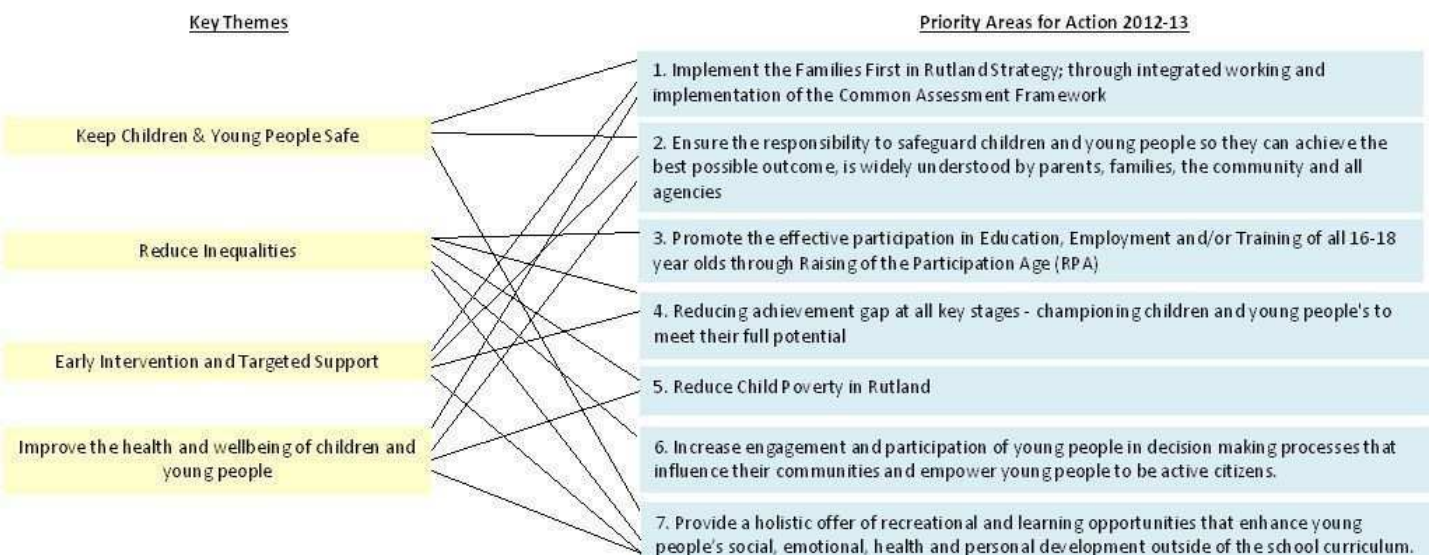 Key Themes
Keep Children & Young People Safe
Reduce Inequalities
Early Intervention and Targeted Support
Improve the health and wellbeing of children and
young people
Priority Areas for Action 2012-13
1. Implement the Families First in Rutland Strategy; through integrated working and
implementation of the Common Assessment Framework
2. Ensure the responsibility to safeguard children and young people so they can achieve the
best possible outcome, is widely understood by parents, families, the community and all
agencies
3. Promote the effective participation in Education, Employment and/or Training of all 16-18
year olds through Raising of the Participation Age (RPA)
4. Reducing achievement gap at all key stages - championing children and young people's to
meet their full potential
5. Reduce Child Poverty in Rutland
6. Increase engagement and participation of young people in decision making processes that
influence their communities and empower young people to be active citizens.
7. Provide a holistic offer of recreational and learning opportunities that enhance young
people's social, emotional, health and personal development outside of the school curriculum.